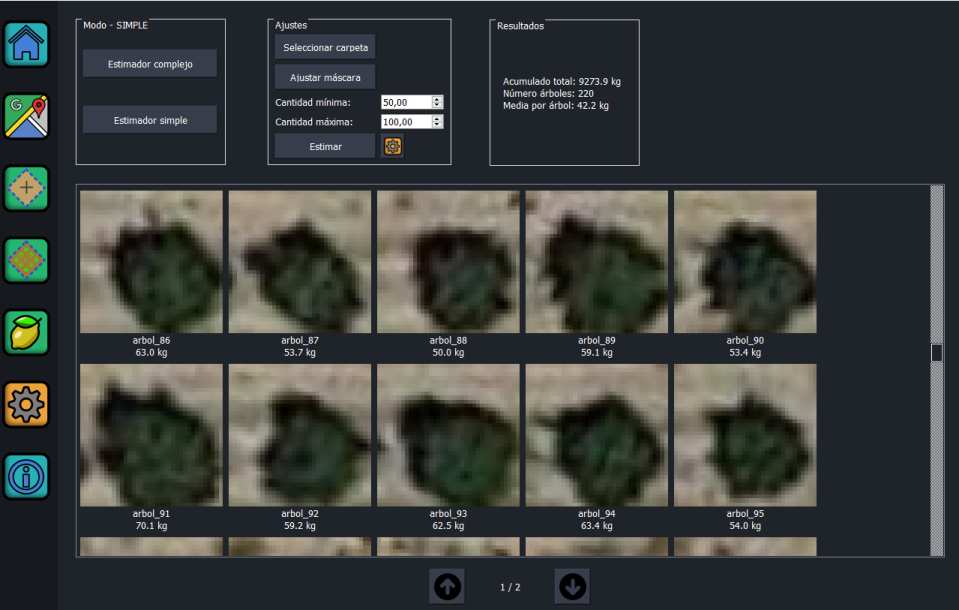 G
Modo - SIMPLE
Estimador complejo
Estimador simple
Ajustes
Seleccionar carpeta
Ajustar máscara
Cantidad mínima: 50,00
Cantidad máxima: 100,00
Estimar
Resultados
Acumulado total: 9273.9 kg
Número árboles: 220
Media por árbol: 42.2 kg
arbol_86
63.0 kg
arbol_87
53.7 kg
arbol_88
50.0 kg
arbol_89
59.1 kg
arbol_90
53.4 kg
arbol_91
70.1 kg
arbol_92
59.2 kg
arbol_93
62.5 kg
arbol_94
63.4 kg
arbol_95
54.0 kg
1 / 2